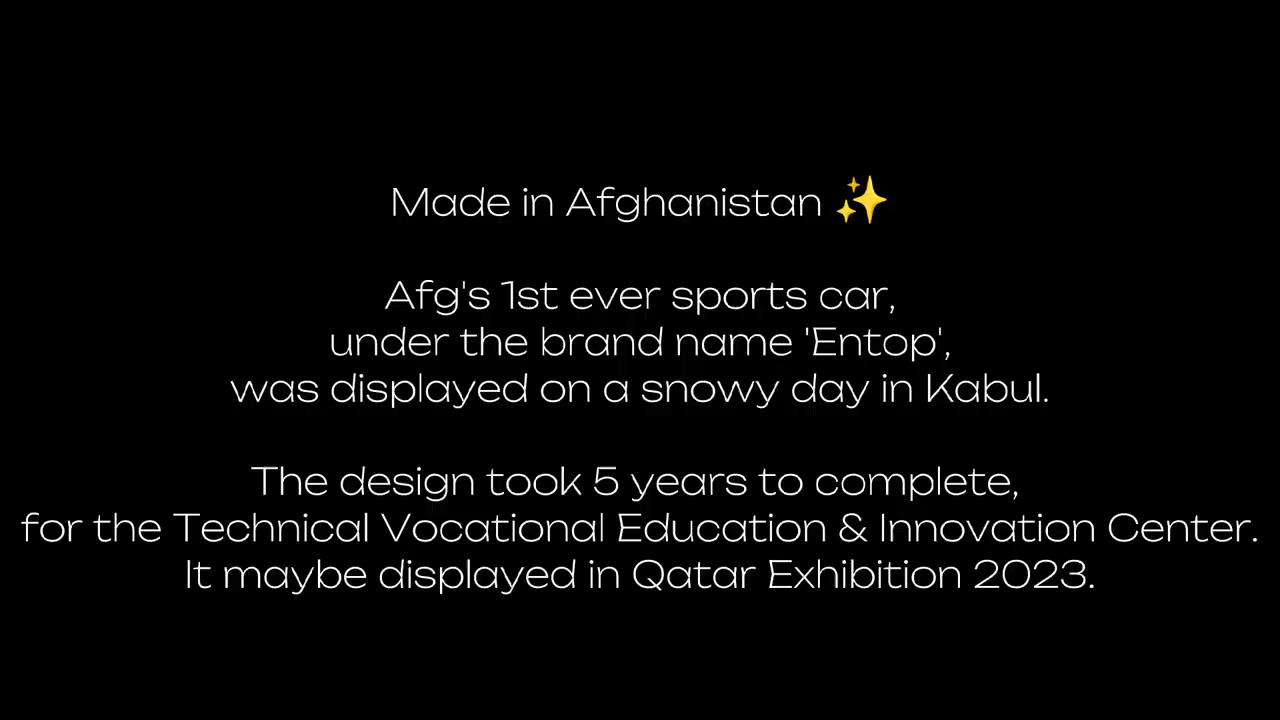 Made in Afghanistan ✨
Afg's 1st ever sports car,
under the brand name 'Entop',
was displayed on a snowy day in Kabul.
The design took 5 years to complete,
for the Technical Vocational Education & Innovation Center.
It maybe displayed in Qatar Exhibition 2023.